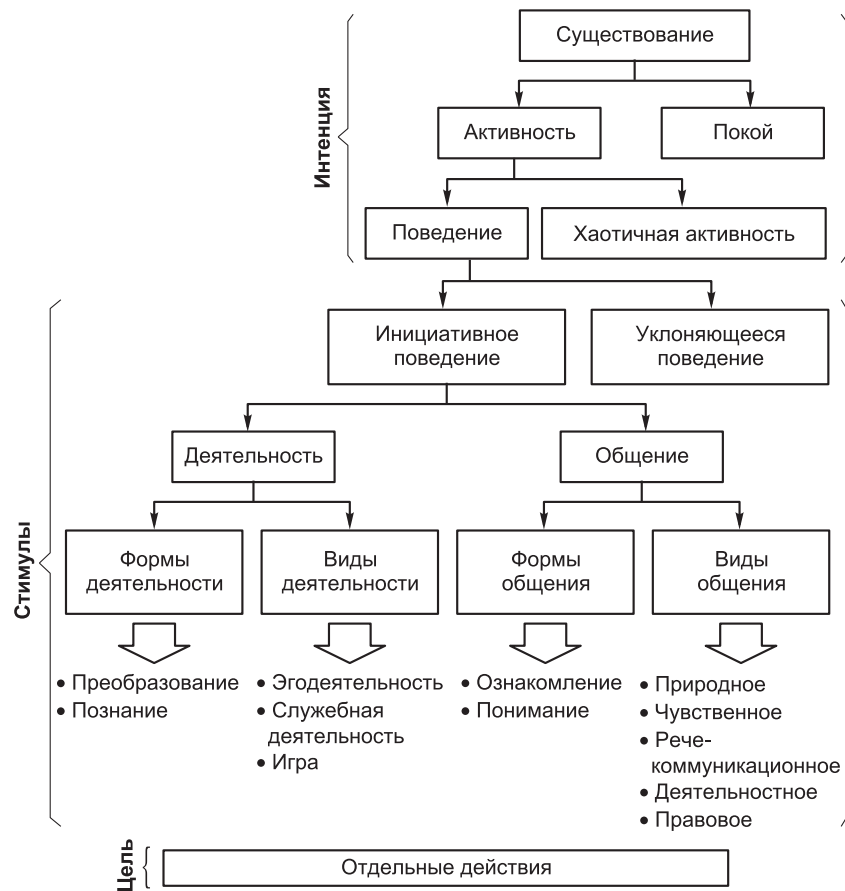 Существование
Интенция
Активность
Покой
Поведение
Хаотичная активность
Стимулы
Инициативное
поведение
Уклоняющееся
поведение
Деятельность
Общение
Формы
деятельности
Виды
деятельности
Формы
общения
Виды
общения
• Преобразование
• Познание
• Эгодеятельность
• Служебная
деятельность
• Игра
• Ознакомление
• Понимание
• Природное
• Чувственное
• Рече-
коммуникационное
• Деятельностное
• Правовое
Цель
Отдельные действия